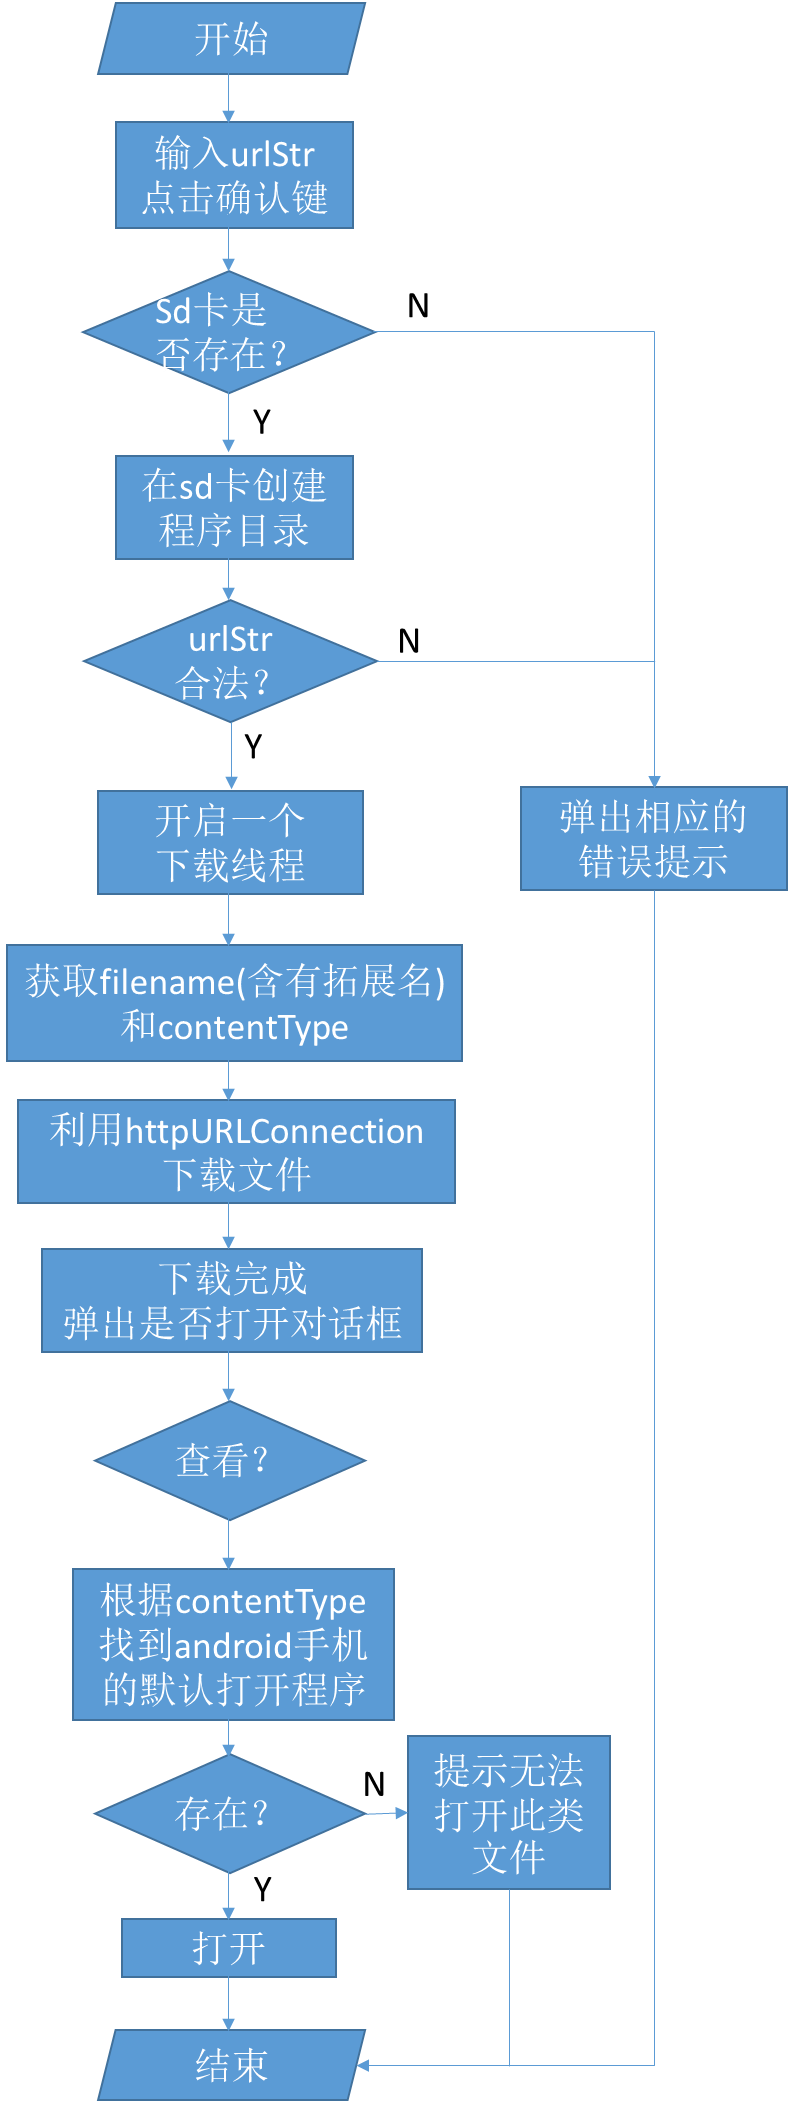 开始
输入urlStr
点击确认键
Sd卡是
否存在？
N
Y
在sd卡创建
程序目录
urlStr
合法？
N
Y
开启一个
下载线程
弹出相应的
错误提示
获取filename(含有拓展名)
和contentType
利用httpURLConnection
下载文件
下载完成
弹出是否打开对话框
查看？
根据contentType
找到android手机
的默认打开程序
存在？
N
提示无法
打开此类
文件
Y
打开
结束